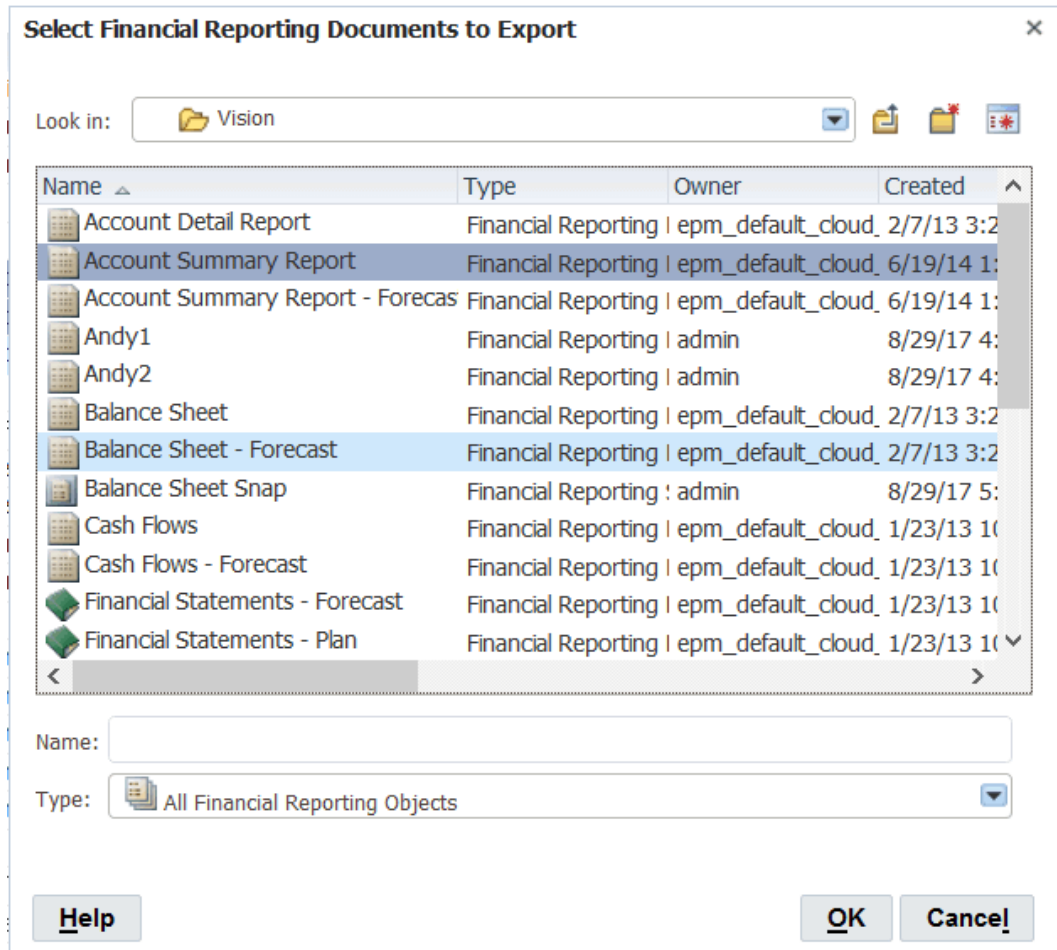 Select Financial Reporting Documents to Export
Look in: Vision
Name Type Owner Created
Account Detail Report Financial Reporting epm_default_cloud_ 2/7/13 3:2
Account Summary Report Financial Reporting epm_default_cloud_ 6/19/14 1:
Account Summary Report - Forecas Financial Reporting epm_default_cloud_ 6/19/14 1:
Andy1 Financial Reporting admin 8/29/17 4:
Andy2 Financial Reporting admin 8/29/17 4:
Balance Sheet Financial Reporting epm_default_cloud_ 2/7/13 3:2
Balance Sheet - Forecast Financial Reporting epm_default_cloud_ 2/7/13 3:2
Balance Sheet Snap Financial Reporting admin 8/29/17 5:
Cash Flows Financial Reporting epm_default_cloud_ 1/23/13 10
Cash Flows - Forecast Financial Reporting epm_default_cloud_ 1/23/13 10
Financial Statements - Forecast Financial Reporting epm_default_cloud_ 1/23/13 10
Financial Statements - Plan Financial Reporting epm_default_cloud_ 1/23/13 10
Name:
Type: All Financial Reporting Objects
Help OK Cancel